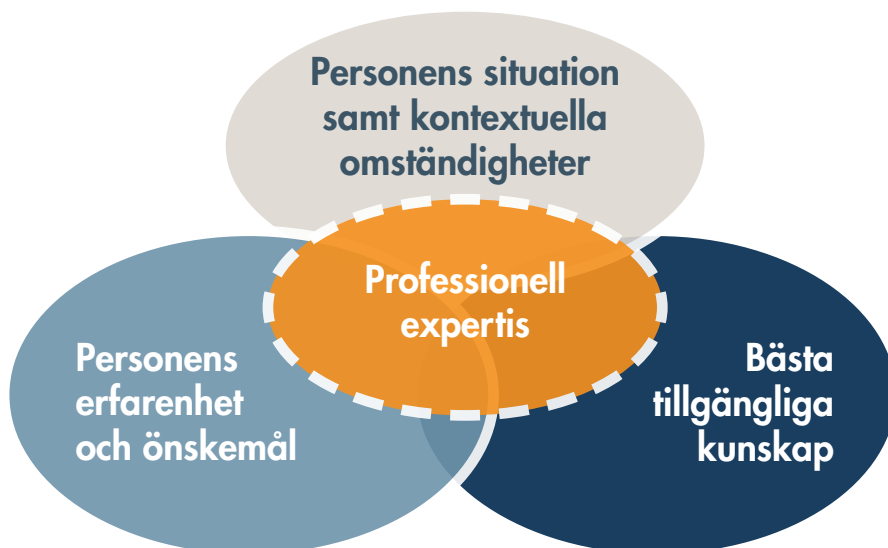 Personens situation
samt kontextuella
omständigheter
Professionell
expertis
Personens
erfarenhet
och önskemål
Bästa
tillgängliga
kunskap